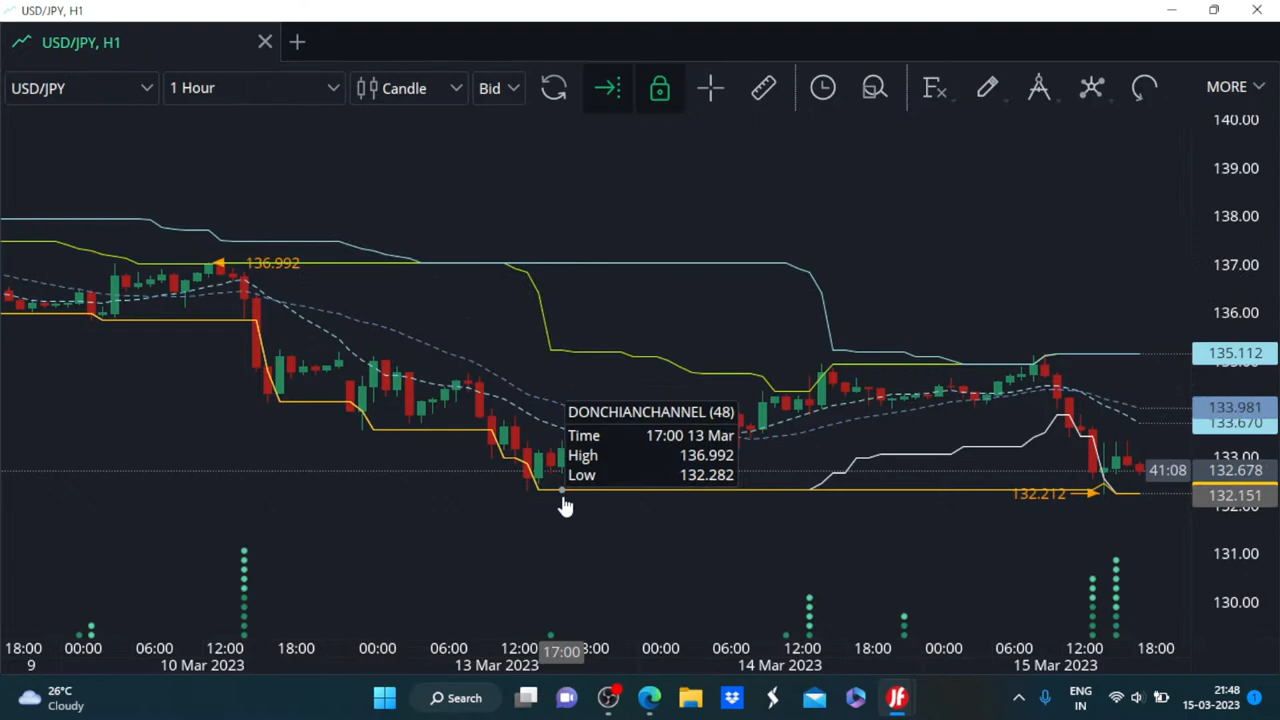 USD/JPY, H1
USD/JPY, H1
USD/JPY
1 Hour
Candle
Bid
Fx
MORE
140.00
139.00
138.00
137.00
136.00
135.112
133.981
133.670
133.00
41:08
132.678
132.151
132.00
131.00
130.00
136.992
132.212
DONCHIANCHANNEL (48)
Time 17:00 13 Mar
High 136.992
Low 132.282
18:00 00:00 06:00 12:00 18:00 00:00 06:00 12:00 17:00 00:00 06:00 12:00 18:00 00:00 06:00 12:00 18:00
9 10 Mar 2023 13 Mar 2023 14 Mar 2023 15 Mar 2023
26°C
Cloudy
Search
JF
ENG
IN
21:48
15-03-2023
1